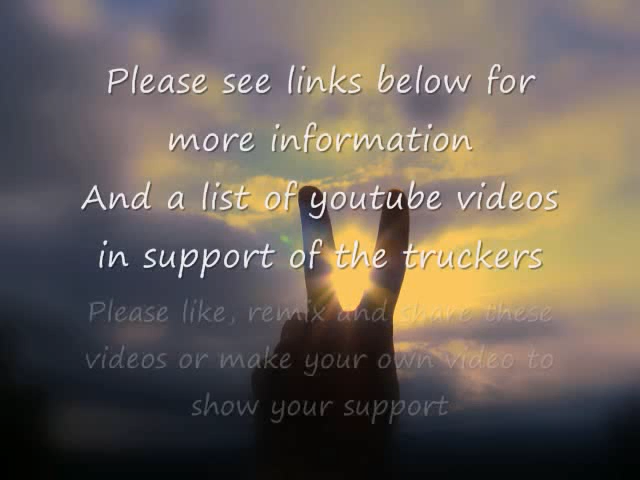 Please see links below for
more information
And a list of youtube videos
in support of the truckers
Please like, remix and share these
videos or make your own video to
show your support